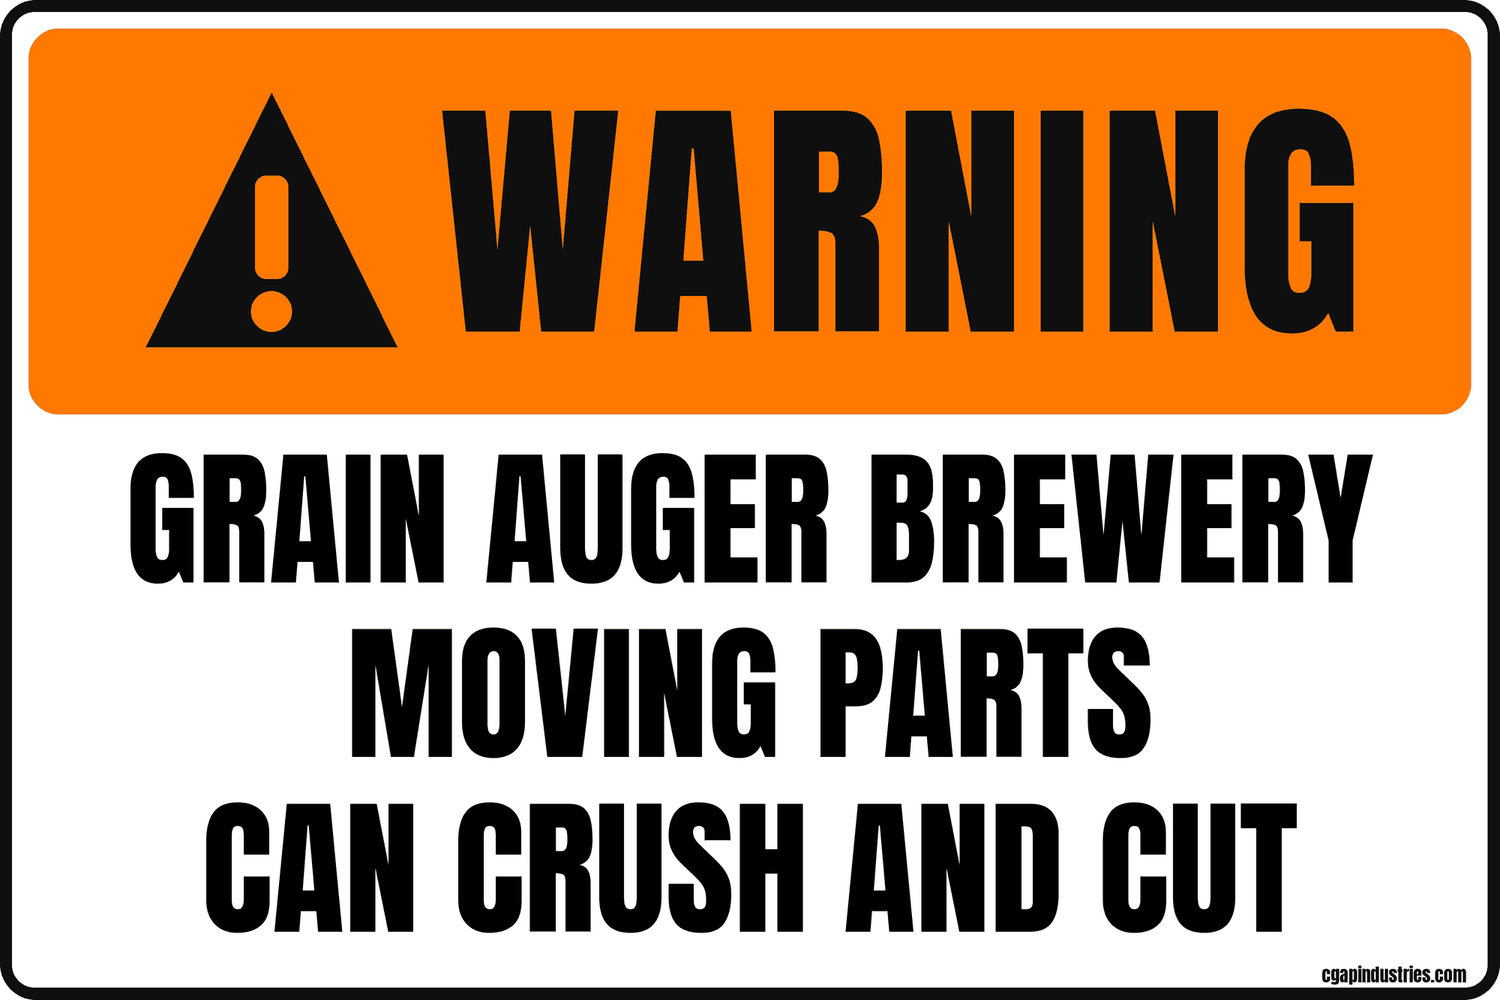 WARNING
GRAIN AUGER BREWERY
MOVING PARTS
CAN CRUSH AND CUT
cgapindustries.com